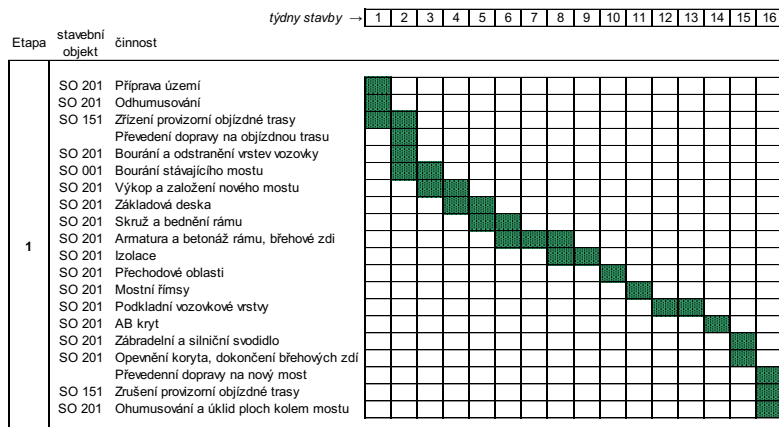 týdny stavby → 1 2 3 4 5 6 7 8 9 10 11 12 13 14 15 16
Etapa stavební objekt činnost
SO 201 Příprava území
SO 201 Odhumusování
SO 151 Zřízení provizorní objízdné trasy
Převedení dopravy na objízdnou trasu
SO 201 Bourání a odstranění vrstev vozovky
SO 001 Bourání stávajícího mostu
SO 201 Výkop a založení nového mostu
SO 201 Základová deska
SO 201 Skruž a bednění rámu
SO 201 Armatura a betonáž rámu, břehové zdi
1 SO 201 Izolace
SO 201 Přechodové oblasti
SO 201 Mostní římsy
SO 201 Podkladní vozovkové vrstvy
SO 201 AB kryt
SO 201 Zábradelní a silniční svodidlo
SO 201 Opevnění koryta, dokončení břehových zdí
Převedenní dopravy na nový most
SO 151 Zrušení provizorní objízdné trasy
SO 201 Ohumusování a úklid ploch kolem mostu